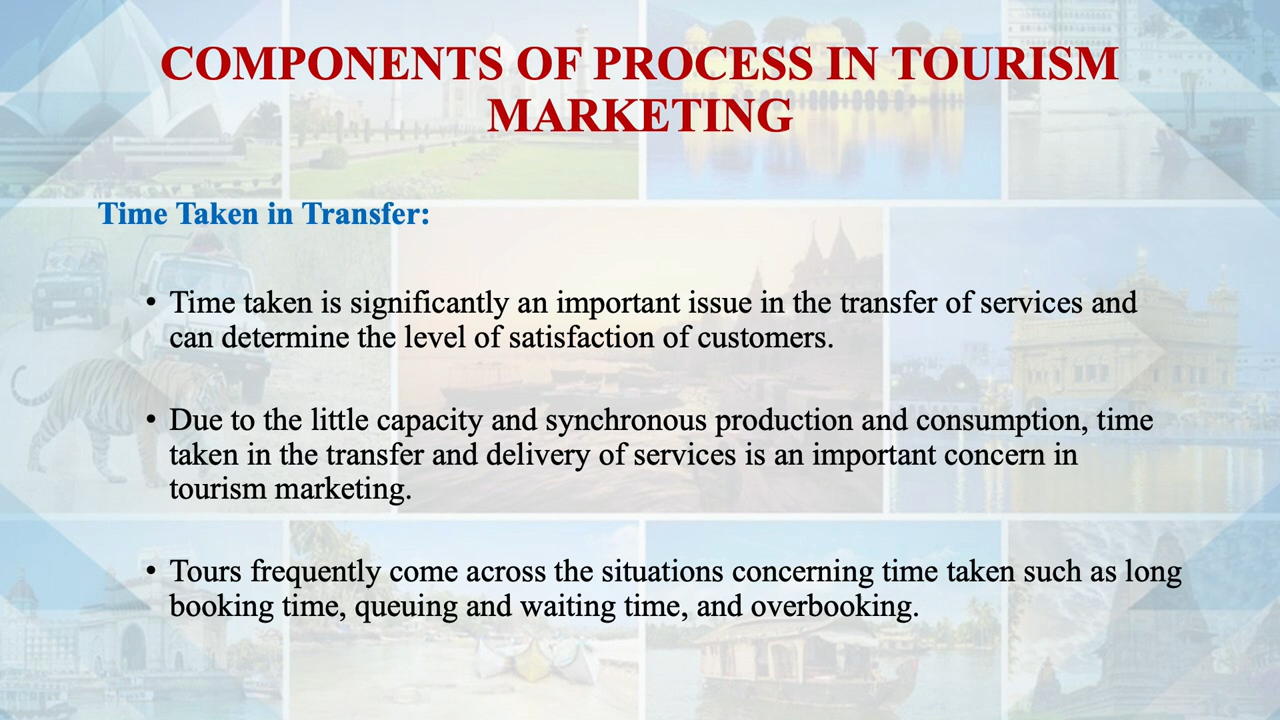 COMPONENTS OF PROCESS IN TOURISM
MARKETING
Time Taken in Transfer:
• Time taken is significantly an important issue in the transfer of services and
can determine the level of satisfaction of customers.
• Due to the little capacity and synchronous production and consumption, time
taken in the transfer and delivery of services is an important concern in
tourism marketing.
• Tours frequently come across the situations concerning time taken such as long
booking time, queuing and waiting time, and overbooking.